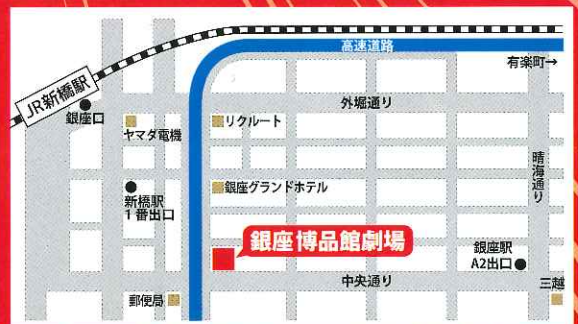 高速道路
有楽町→
JR新橋駅
外堀通り
銀座口
リクルート
ヤマダ電機
晴海通り
銀座グランドホテル
新橋駅
1番出口
銀座博品館劇場
銀座駅
A2出口
中央通り
三越
郵便局